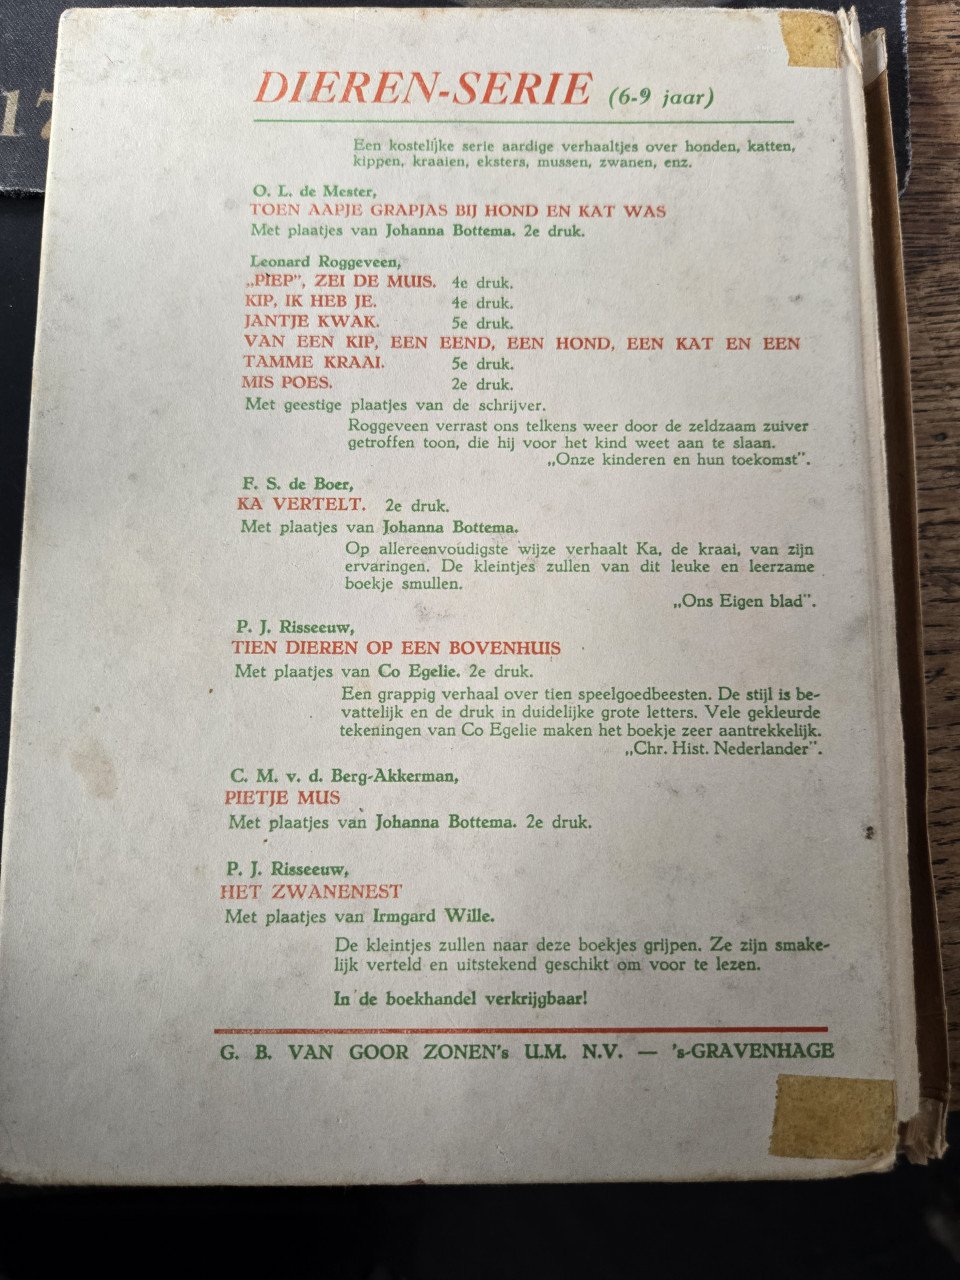 17
DIEREN-SERIE (6-9 jaar)
Een kostelijke serie aardige verhaaltjes over honden, katten,
kippen, kraaien, eksters, mussen, zwanen, enz.
O. L. de Mester,
TOEN AAPJE GRAPJAS BIJ HOND EN KAT WAS
Met plaatjes van Johanna Bottema. 2e druk.
Leonard Roggeveen,
„PIEP”, ZEI DE MUIS. 4e druk.
KIP, IK HEB JE. 4e druk.
JANTJE KWAK. 5e druk.
VAN EEN KIP, EEN EEND, EEN HOND, EEN KAT EN EEN
TAMME KRAAI. 5e druk.
MIS POES. 2e druk.
Met geestige plaatjes van de schrijver.
Roggeveen verrast ons telkens weer door de zeldzaam zuiver
getroffen toon, die hij voor het kind weet aan te slaan.
„Onze kinderen en hun toekomst”.
F. S. de Boer,
KA VERTELT. 2e druk.
Met plaatjes van Johanna Bottema.
Op allereenvoudigste wijze verhaalt Ka, de kraai, van zijn
ervaringen. De kleintjes zullen van dit leuke en leerzame
boekje smullen.
„Ons Eigen blad”.
P. J. Risseeuw,
TIEN DIEREN OP EEN BOVENHUIS
Met plaatjes van Co Egelie. 2e druk.
Een grappig verhaal over tien speelgoedbeesten. De stijl is be-
vattelijk en de druk in duidelijke grote letters. Vele gekleurde
tekeningen van Co Egelie maken het boekje zeer aantrekkelijk.
„Chr. Hist. Nederlander”.
C. M. v. d. Berg-Akkerman,
PIETJE MUS
Met plaatjes van Johanna Bottema. 2e druk.
P. J. Risseeuw,
HET ZWANENEST
Met plaatjes van Irmgard Wille.
De kleintjes zullen naar deze boekjes grijpen. Ze zijn smake-
lijk verteld en uitstekend geschikt om voor te lezen.
In de boekhandel verkrijgbaar!
G. B. VAN GOOR ZONEN's U.M. N.V. — 's-GRAVENHAGE